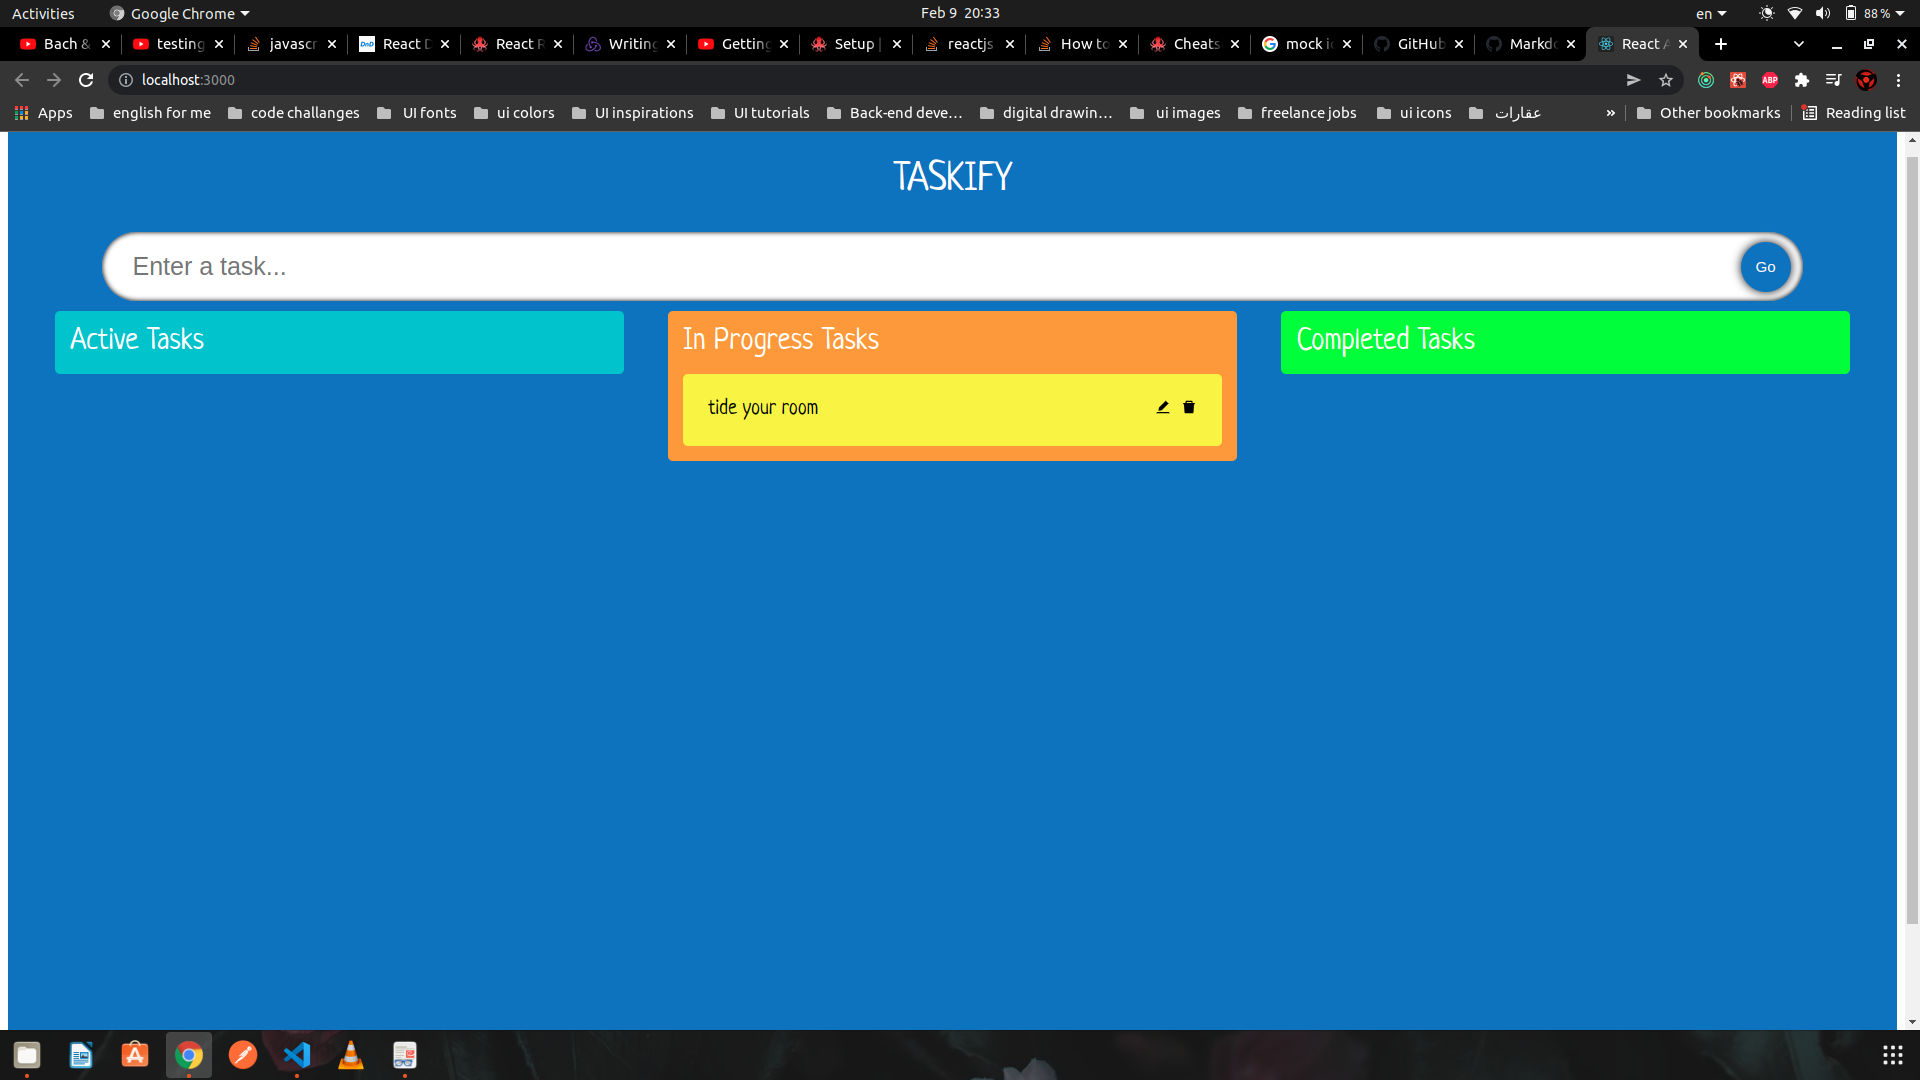 Activities Google Chrome Feb 9 20:33 en 88 %
Bach & testing javascr React D React R Writing Getting Setup | reactjs How to Cheats mock ic GitHub Markdo React A
localhost:3000
Apps english for me code challanges UI fonts ui colors UI inspirations UI tutorials Back-end deve… digital drawin… ui images freelance jobs ui icons عقارات » Other bookmarks Reading list
TASKIFY
Enter a task... Go
Active Tasks In Progress Tasks Completed Tasks
tide your room